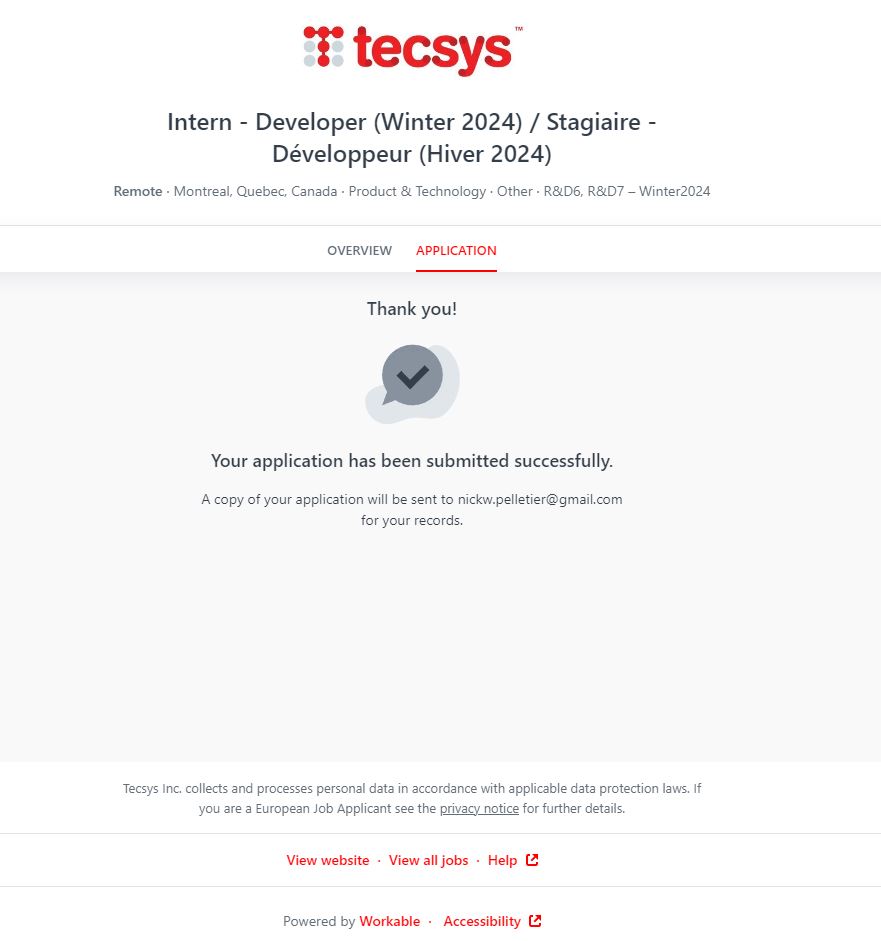 tecsys™
Intern - Developer (Winter 2024) / Stagiaire -
Développeur (Hiver 2024)
Remote · Montreal, Quebec, Canada · Product & Technology · Other · R&D6, R&D7 – Winter2024
OVERVIEW APPLICATION
Thank you!
Your application has been submitted successfully.
A copy of your application will be sent to nickw.pelletier@gmail.com
for your records.
Tecsys Inc. collects and processes personal data in accordance with applicable data protection laws. If
you are a European Job Applicant see the privacy notice for further details.
View website · View all jobs · Help
Powered by Workable · Accessibility